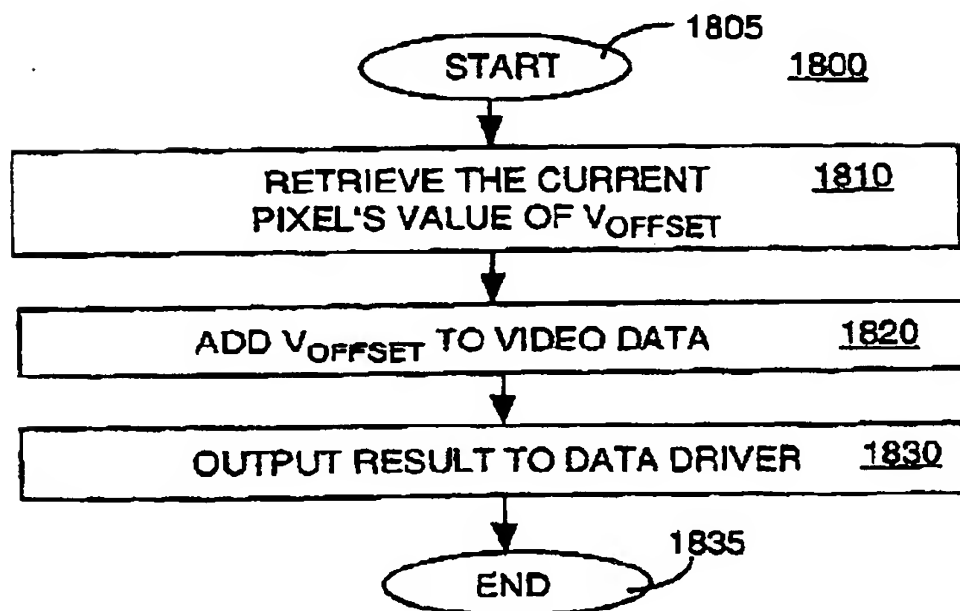 1805
START
1800
RETRIEVE THE CURRENT 1810
PIXEL'S VALUE OF VOFFSET
ADD VOFFSET TO VIDEO DATA 1820
OUTPUT RESULT TO DATA DRIVER 1830
1835
END